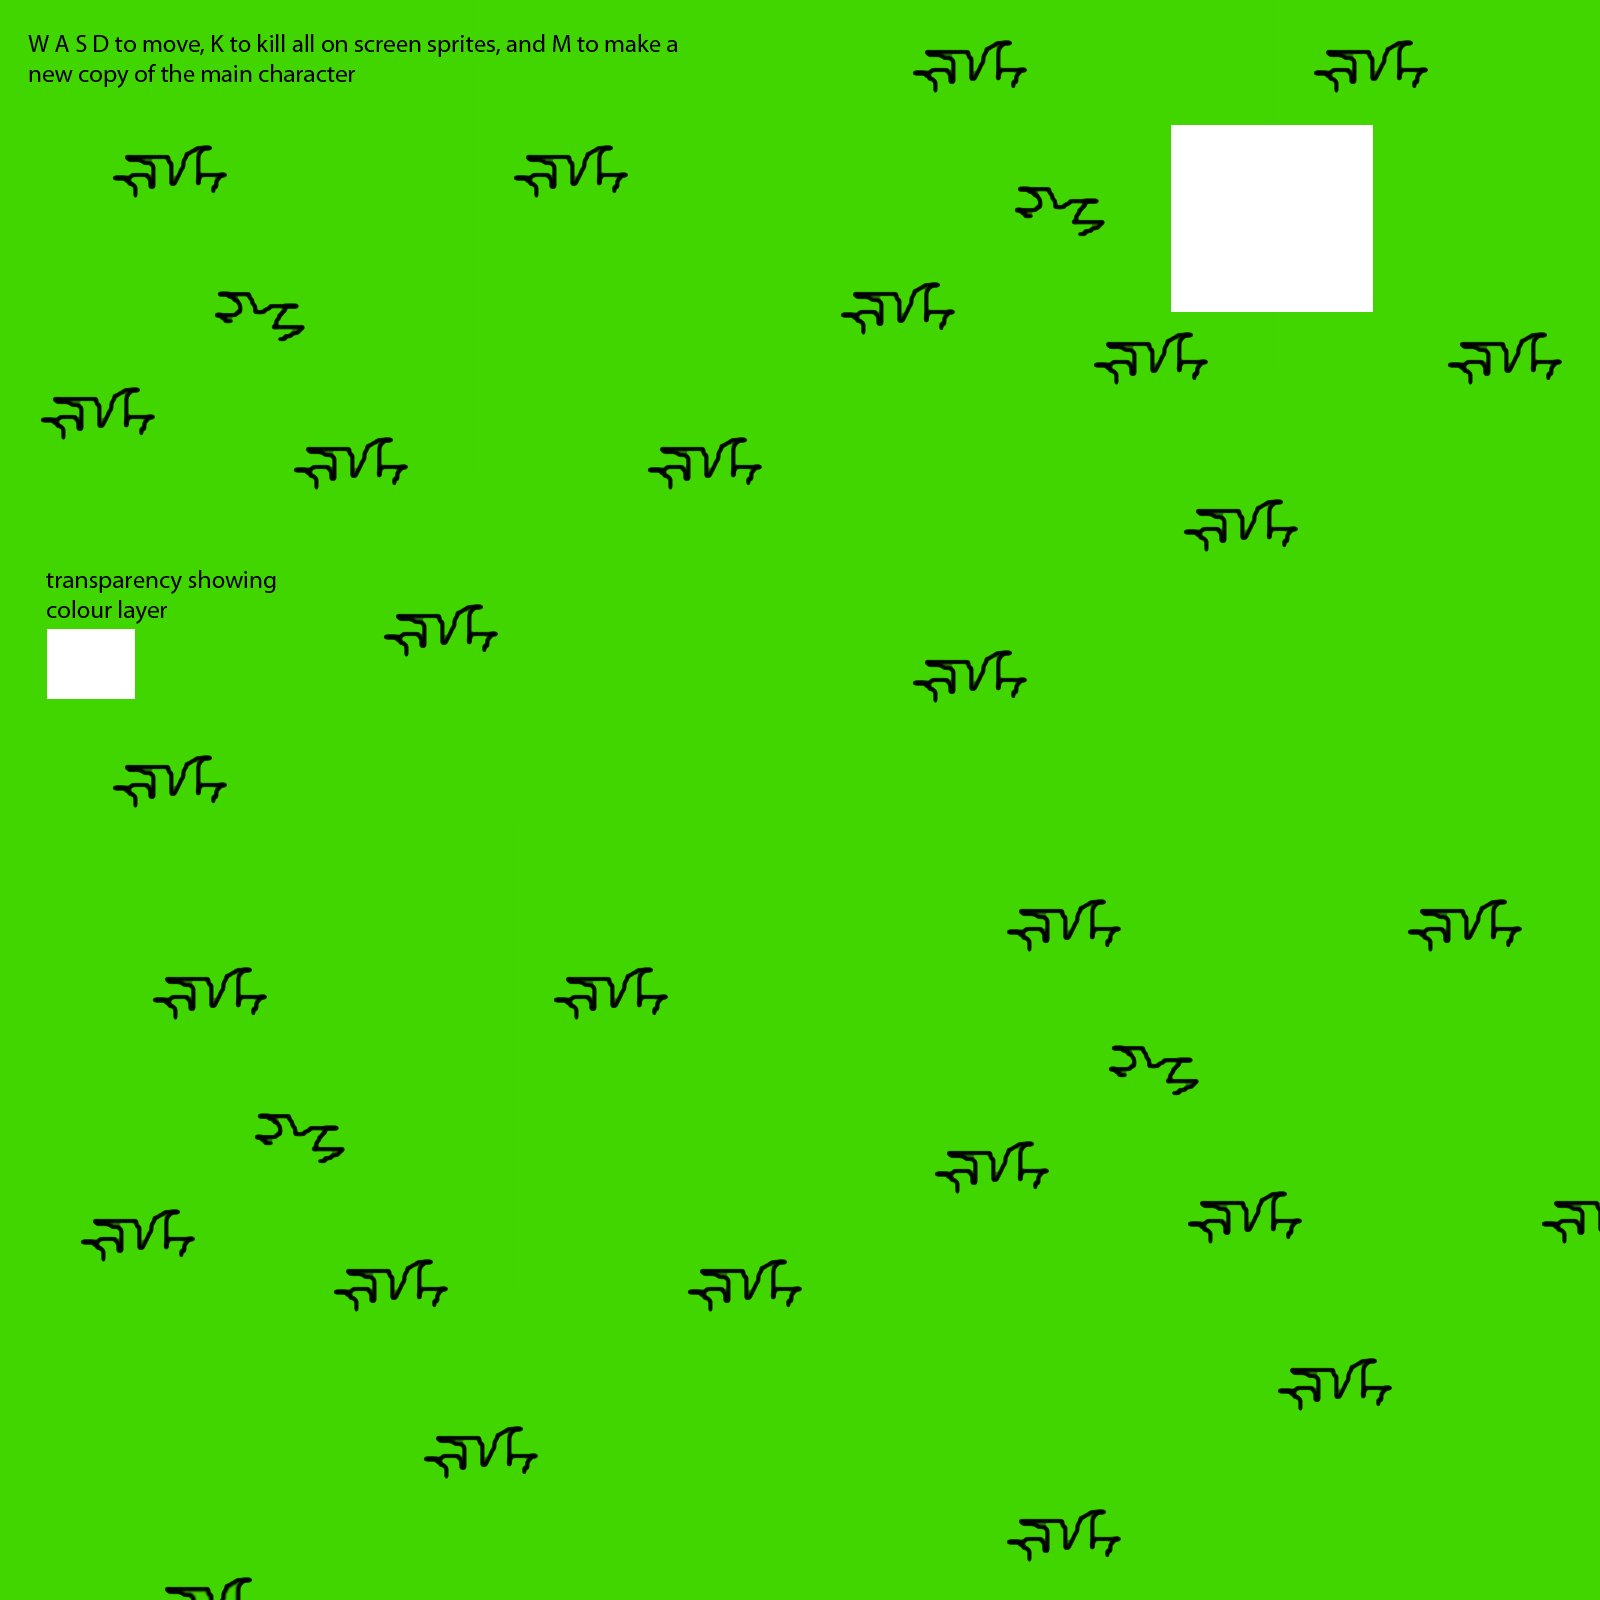 W A S D to move, K to kill all on screen sprites, and M to make a
new copy of the main character
transparency showing
colour layer